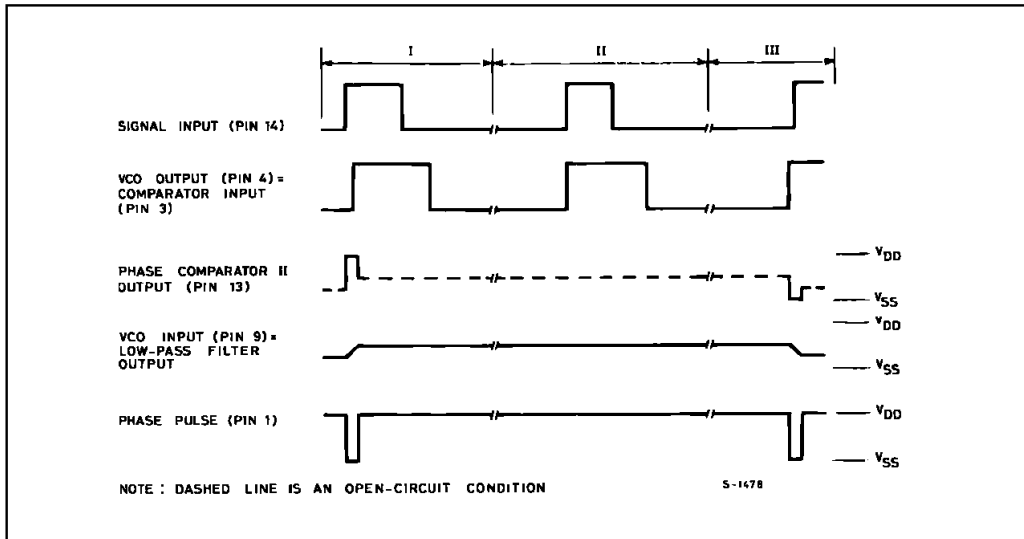 I II III
SIGNAL INPUT (PIN 14)
VCO OUTPUT (PIN 4)=
COMPARATOR INPUT
(PIN 3)
PHASE COMPARATOR II
OUTPUT (PIN 13)
VDD
VSS
VCO INPUT (PIN 9)=
LOW-PASS FILTER
OUTPUT
VDD
VSS
PHASE PULSE (PIN 1)
VDD
VSS
NOTE : DASHED LINE IS AN OPEN-CIRCUIT CONDITION
S-1478